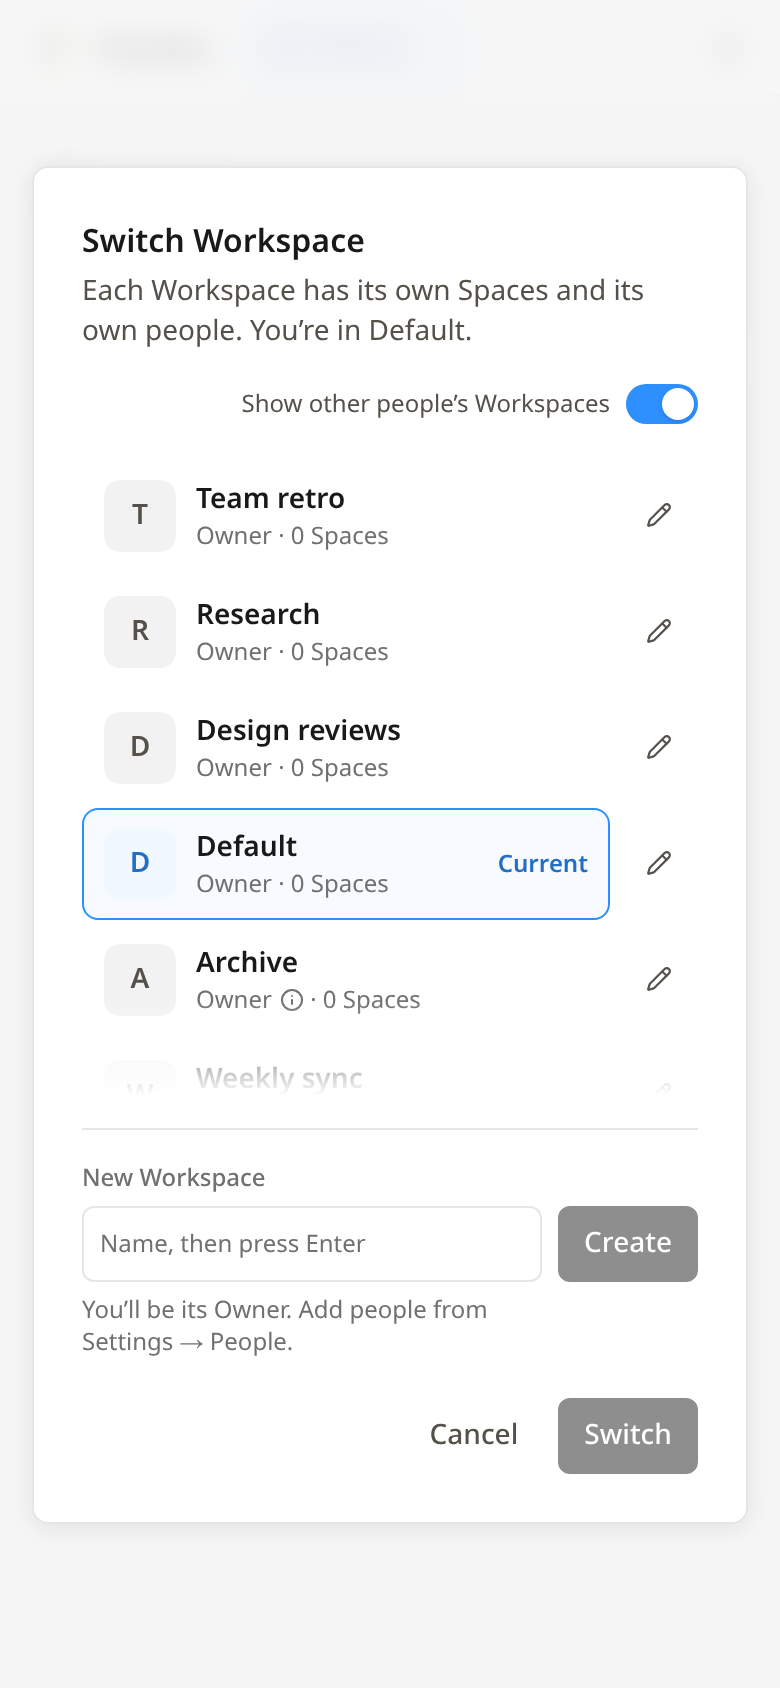 Switch Workspace
Each Workspace has its own Spaces and its
own people. You’re in Default.
Show other people’s Workspaces
T
Team retro
Owner · 0 Spaces
R
Research
Owner · 0 Spaces
D
Design reviews
Owner · 0 Spaces
D
Default
Owner · 0 Spaces
Current
A
Archive
Owner · 0 Spaces
W
Weekly sync
New Workspace
Name, then press Enter
Create
You’ll be its Owner. Add people from
Settings → People.
Cancel
Switch